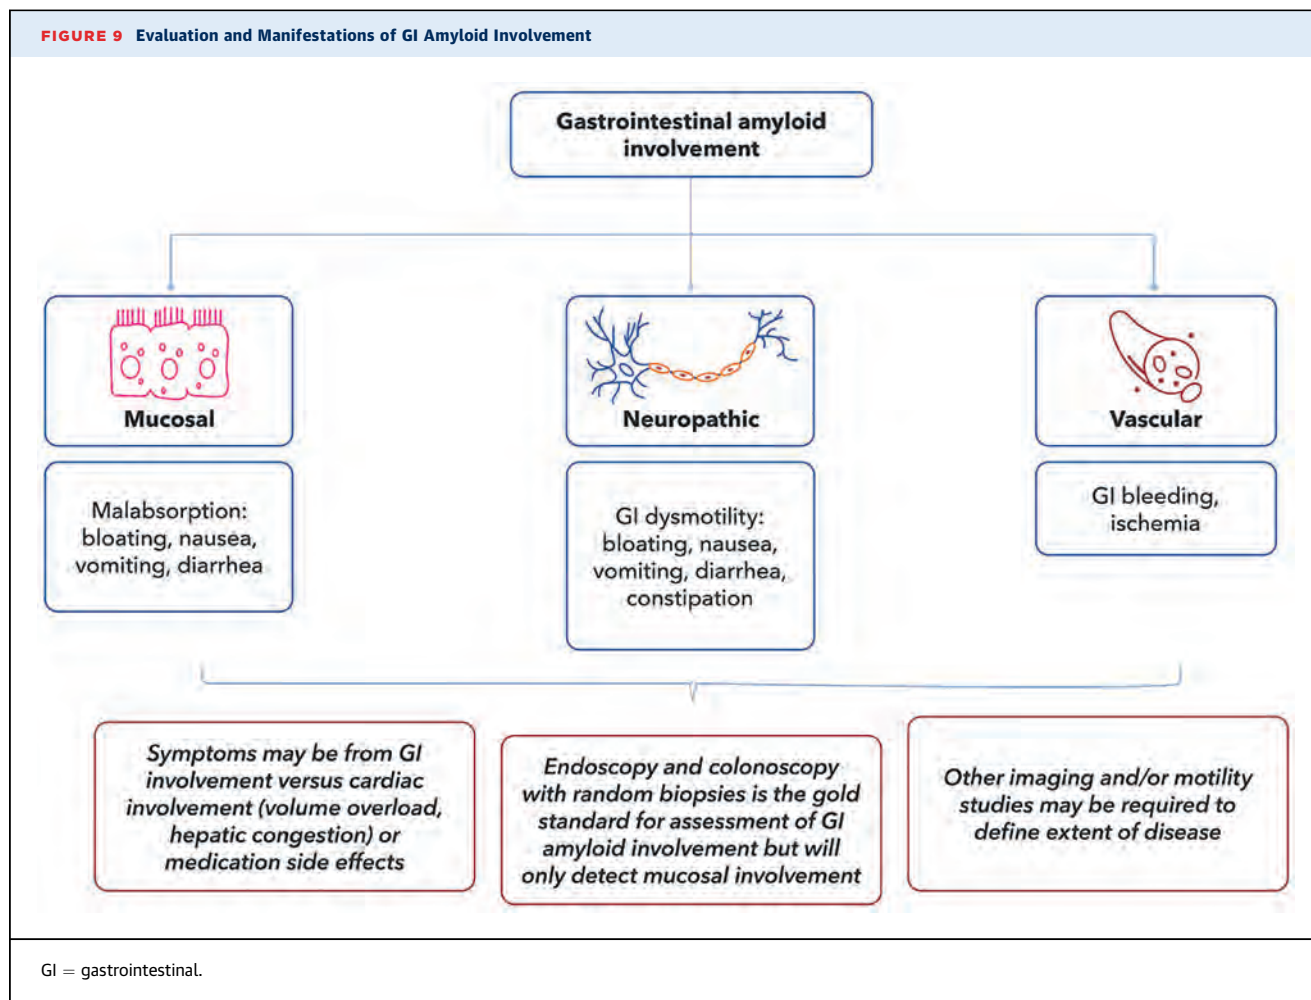 FIGURE 9 Evaluation and Manifestations of GI Amyloid Involvement
Gastrointestinal amyloid
involvement
Mucosal
Malabsorption:
bloating, nausea,
vomiting, diarrhea
Neuropathic
GI dysmotility:
bloating, nausea,
vomiting, diarrhea,
constipation
Vascular
GI bleeding,
ischemia
Symptoms may be from GI
involvement versus cardiac
involvement (volume overload,
hepatic congestion) or
medication side effects
Endoscopy and colonoscopy
with random biopsies is the gold
standard for assessment of GI
amyloid involvement but will
only detect mucosal involvement
Other imaging and/or motility
studies may be required to
define extent of disease
GI = gastrointestinal.